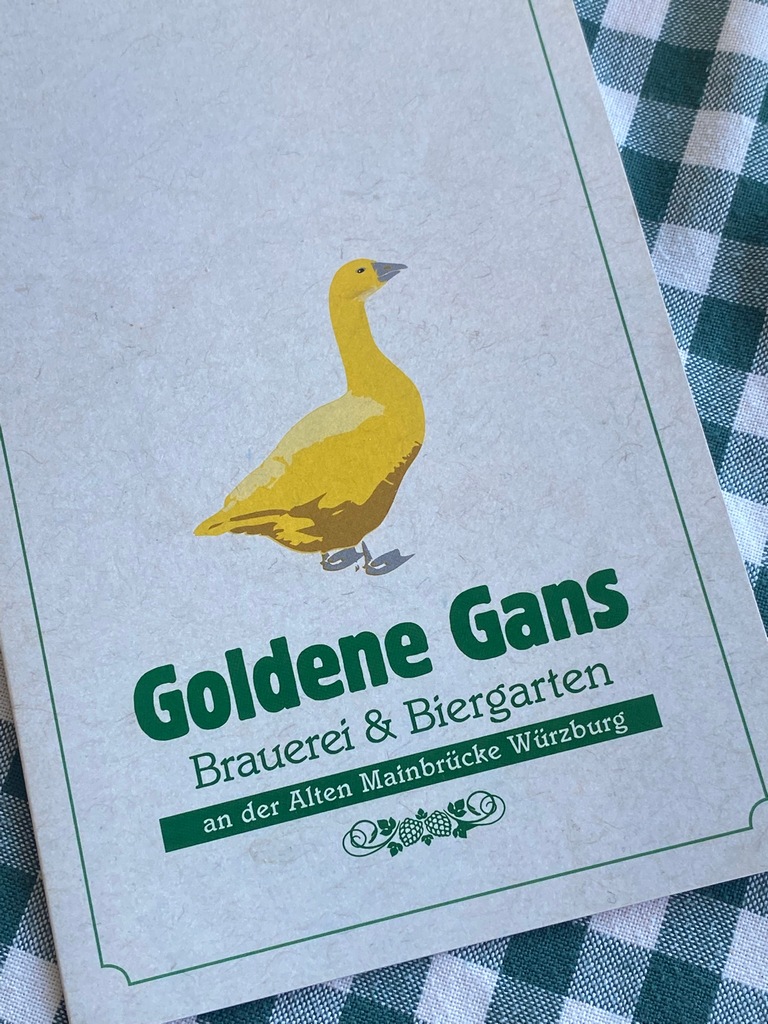 Goldene Gans
Brauerei & Biergarten
an der Alten Mainbrücke Würzburg